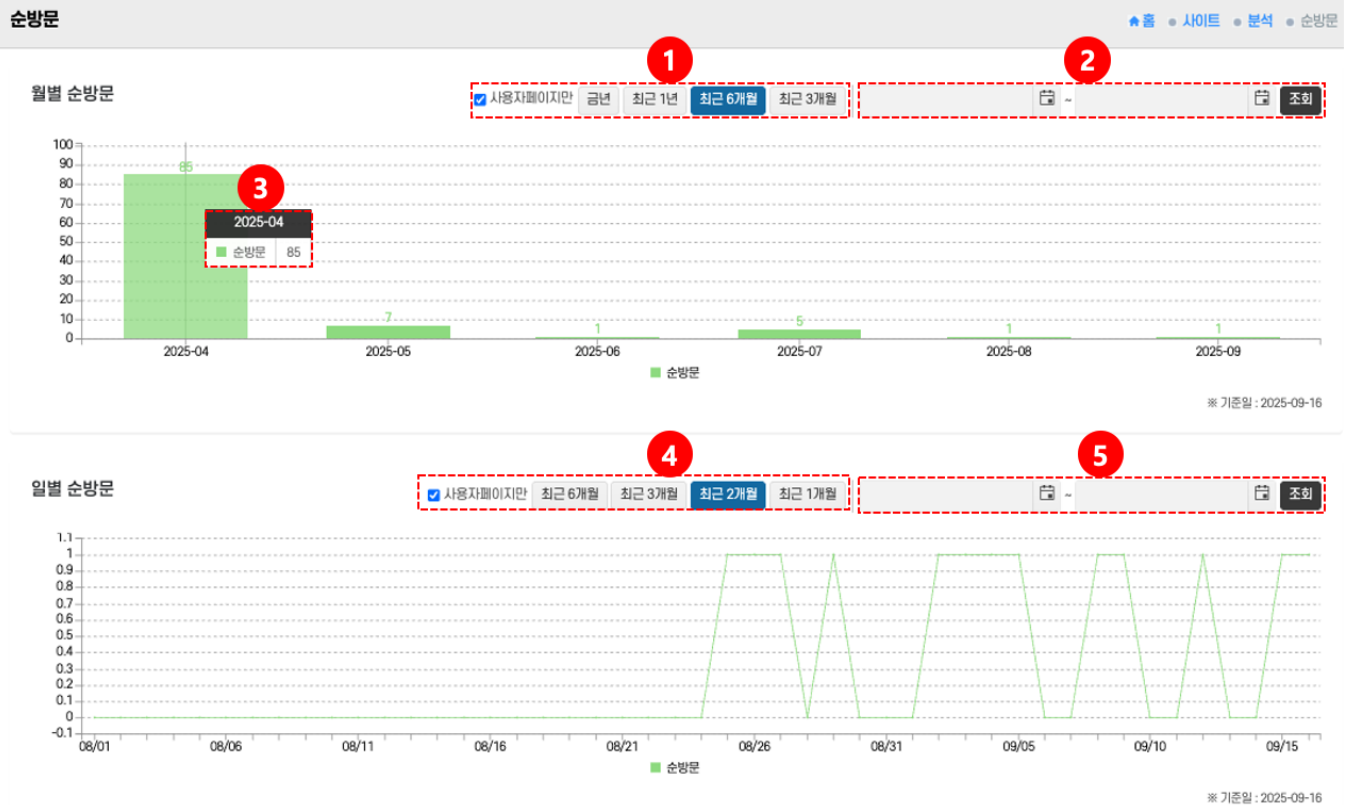 순방문
홈 ● 사이트 ● 분석 ● 순방문
월별 순방문
1
2
사용자페이지만 금년 최근 1년 최근 6개월 최근 3개월
~ 조회
100
90
80
70
60
50
40
30
20
10
0
85
3
2025-04
순방문 85
7
1
5
1
1
2025-04 2025-05 2025-06 2025-07 2025-08 2025-09
순방문
※ 기준일 : 2025-09-16
일별 순방문
4
5
사용자페이지만 최근 6개월 최근 3개월 최근 2개월 최근 1개월
~ 조회
1.1
1
0.9
0.8
0.7
0.6
0.5
0.4
0.3
0.2
0.1
0
-0.1
08/01 08/06 08/11 08/16 08/21 08/26 08/31 09/05 09/10 09/15
순방문
※ 기준일 : 2025-09-16